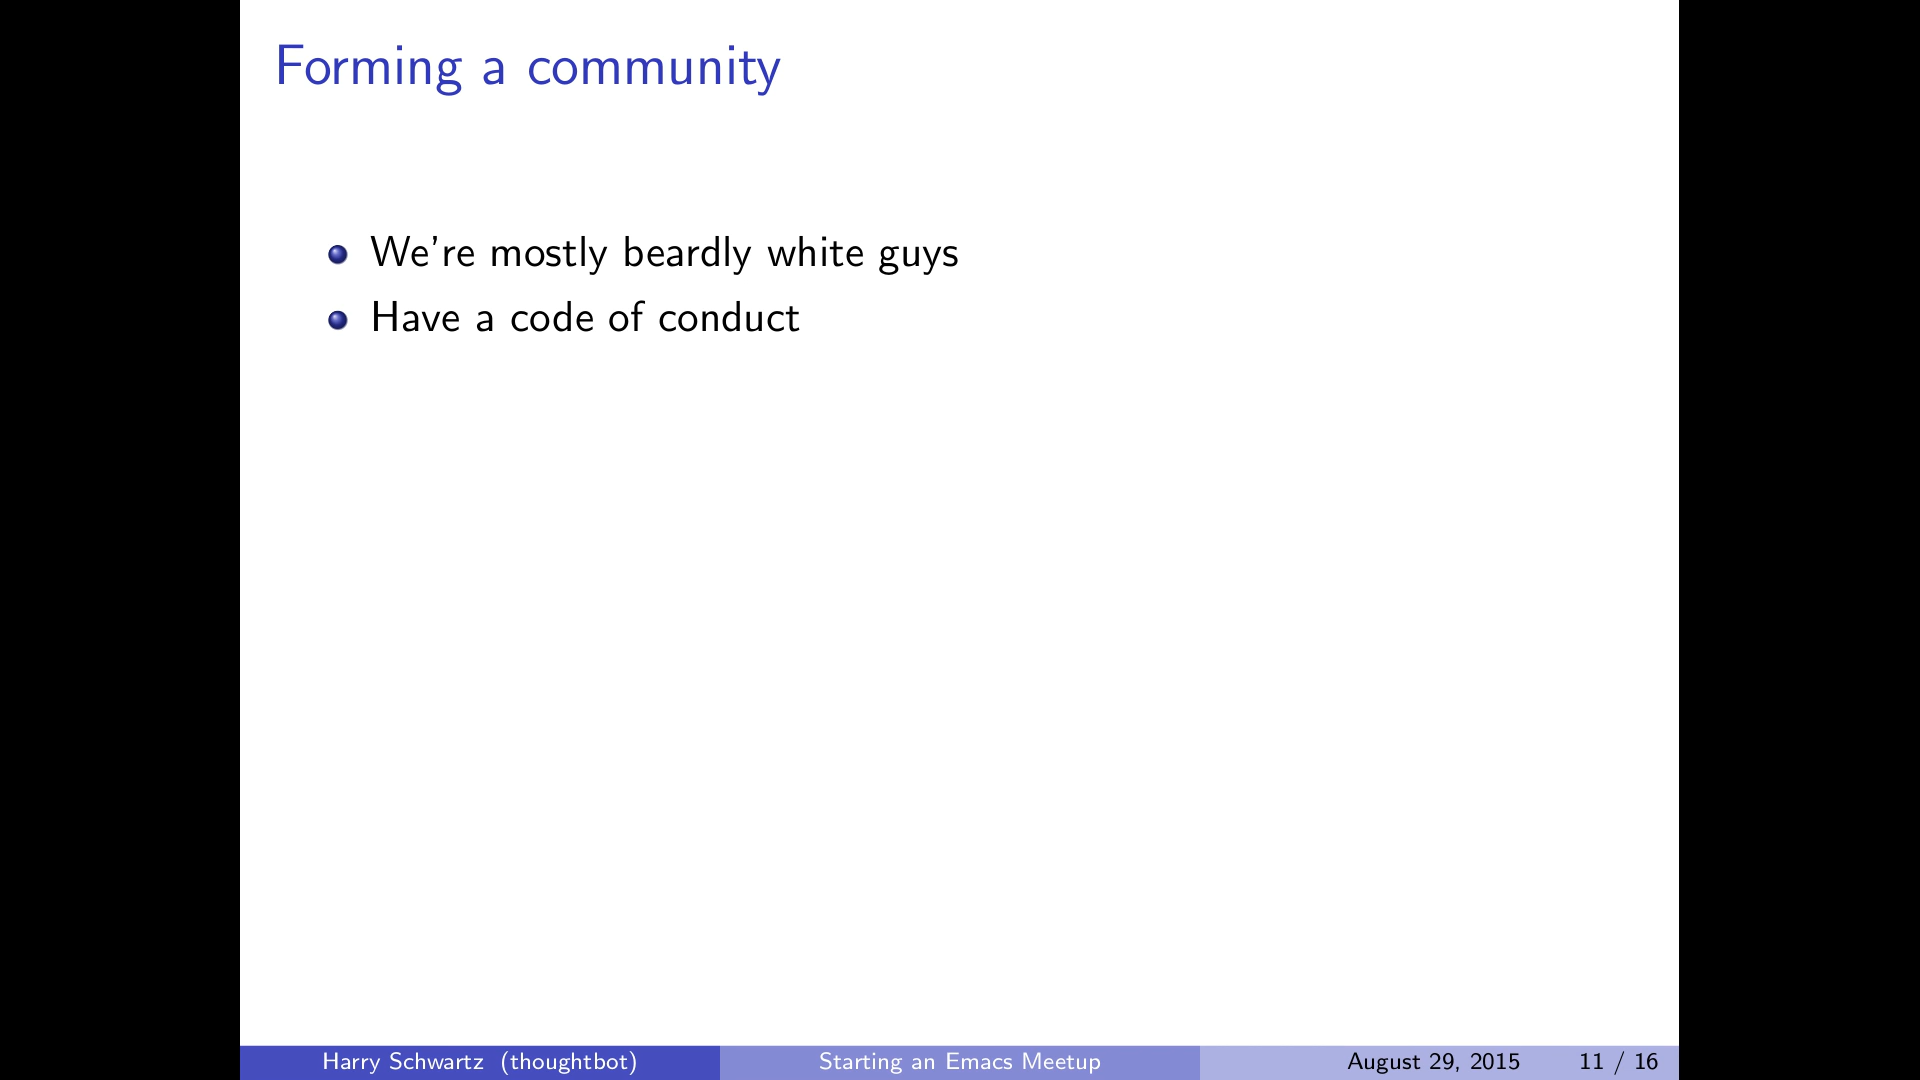 Forming a community
We're mostly beardly white guys
Have a code of conduct
Harry Schwartz (thoughtbot) Starting an Emacs Meetup August 29, 2015 11 / 16